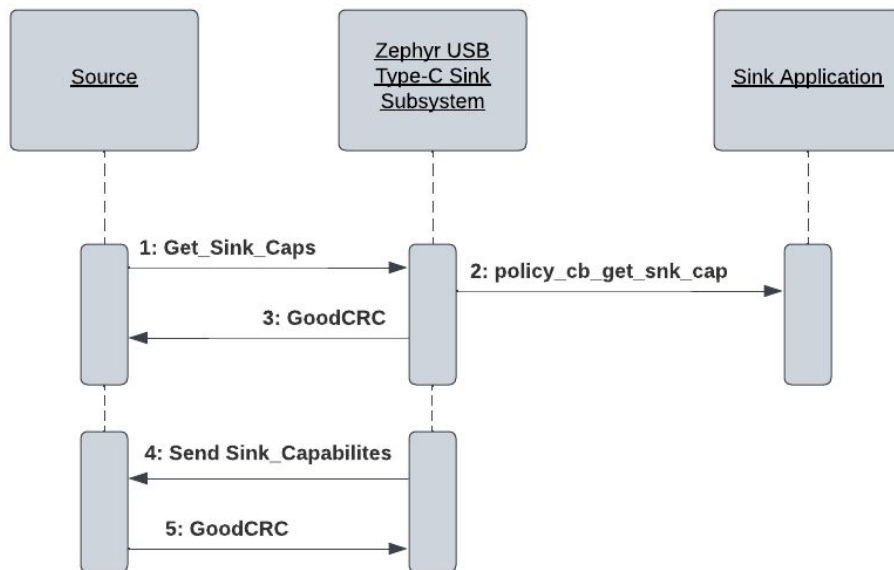 Source
Zephyr USB
Type-C Sink
Subsystem
Sink Application
1: Get_Sink_Caps
2: policy_cb_get_snk_cap
3: GoodCRC
4: Send Sink_Capabilites
5: GoodCRC